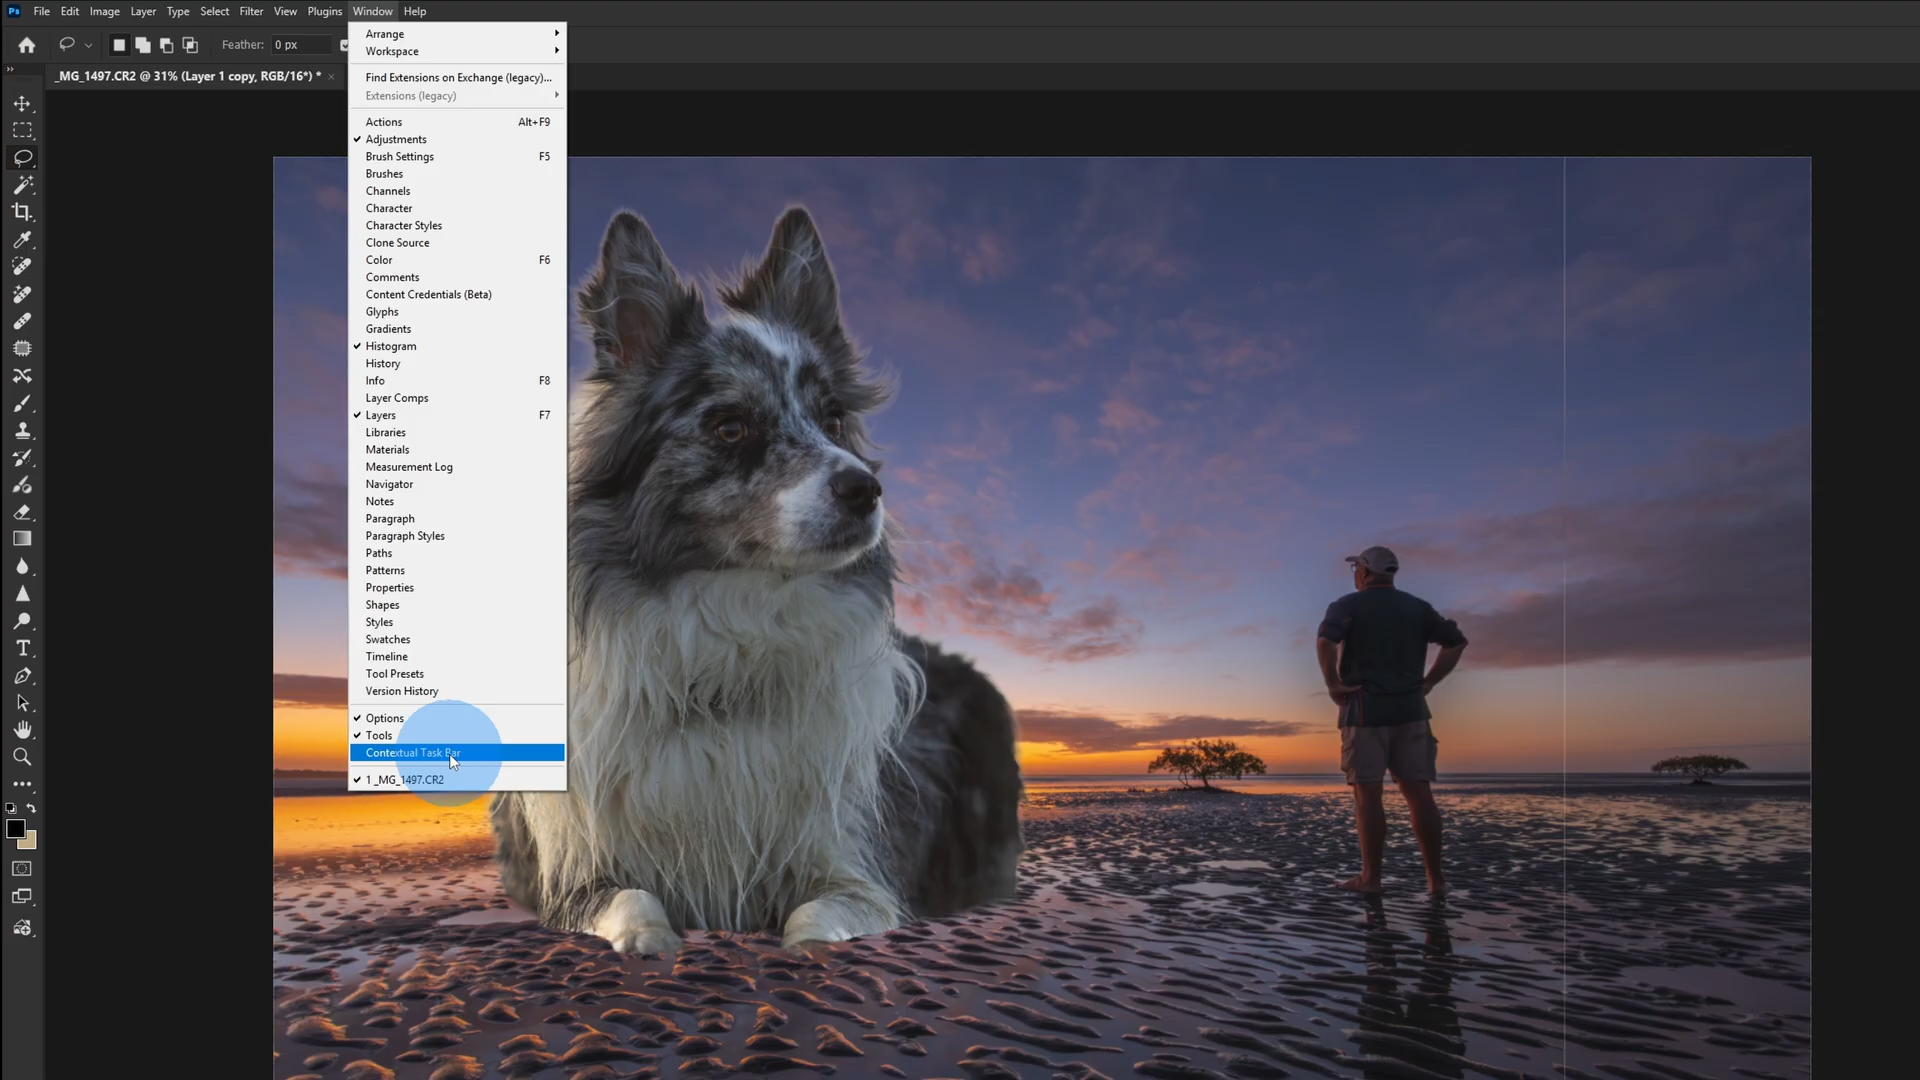 Ps File Edit Image Layer Type Select Filter View Plugins Window Help
Feather: 0 px
_MG_1497.CR2 @ 31% (Layer 1 copy, RGB/16*) *
Arrange
Workspace
Find Extensions on Exchange (legacy)...
Extensions (legacy)
Actions Alt+F9
Adjustments
Brush Settings F5
Brushes
Channels
Character
Character Styles
Clone Source
Color F6
Comments
Content Credentials (Beta)
Glyphs
Gradients
Histogram
History
Info F8
Layer Comps
Layers F7
Libraries
Materials
Measurement Log
Navigator
Notes
Paragraph
Paragraph Styles
Paths
Patterns
Properties
Shapes
Styles
Swatches
Timeline
Tool Presets
Version History
Options
Tools
Contextual Task Bar
1 _MG_1497.CR2